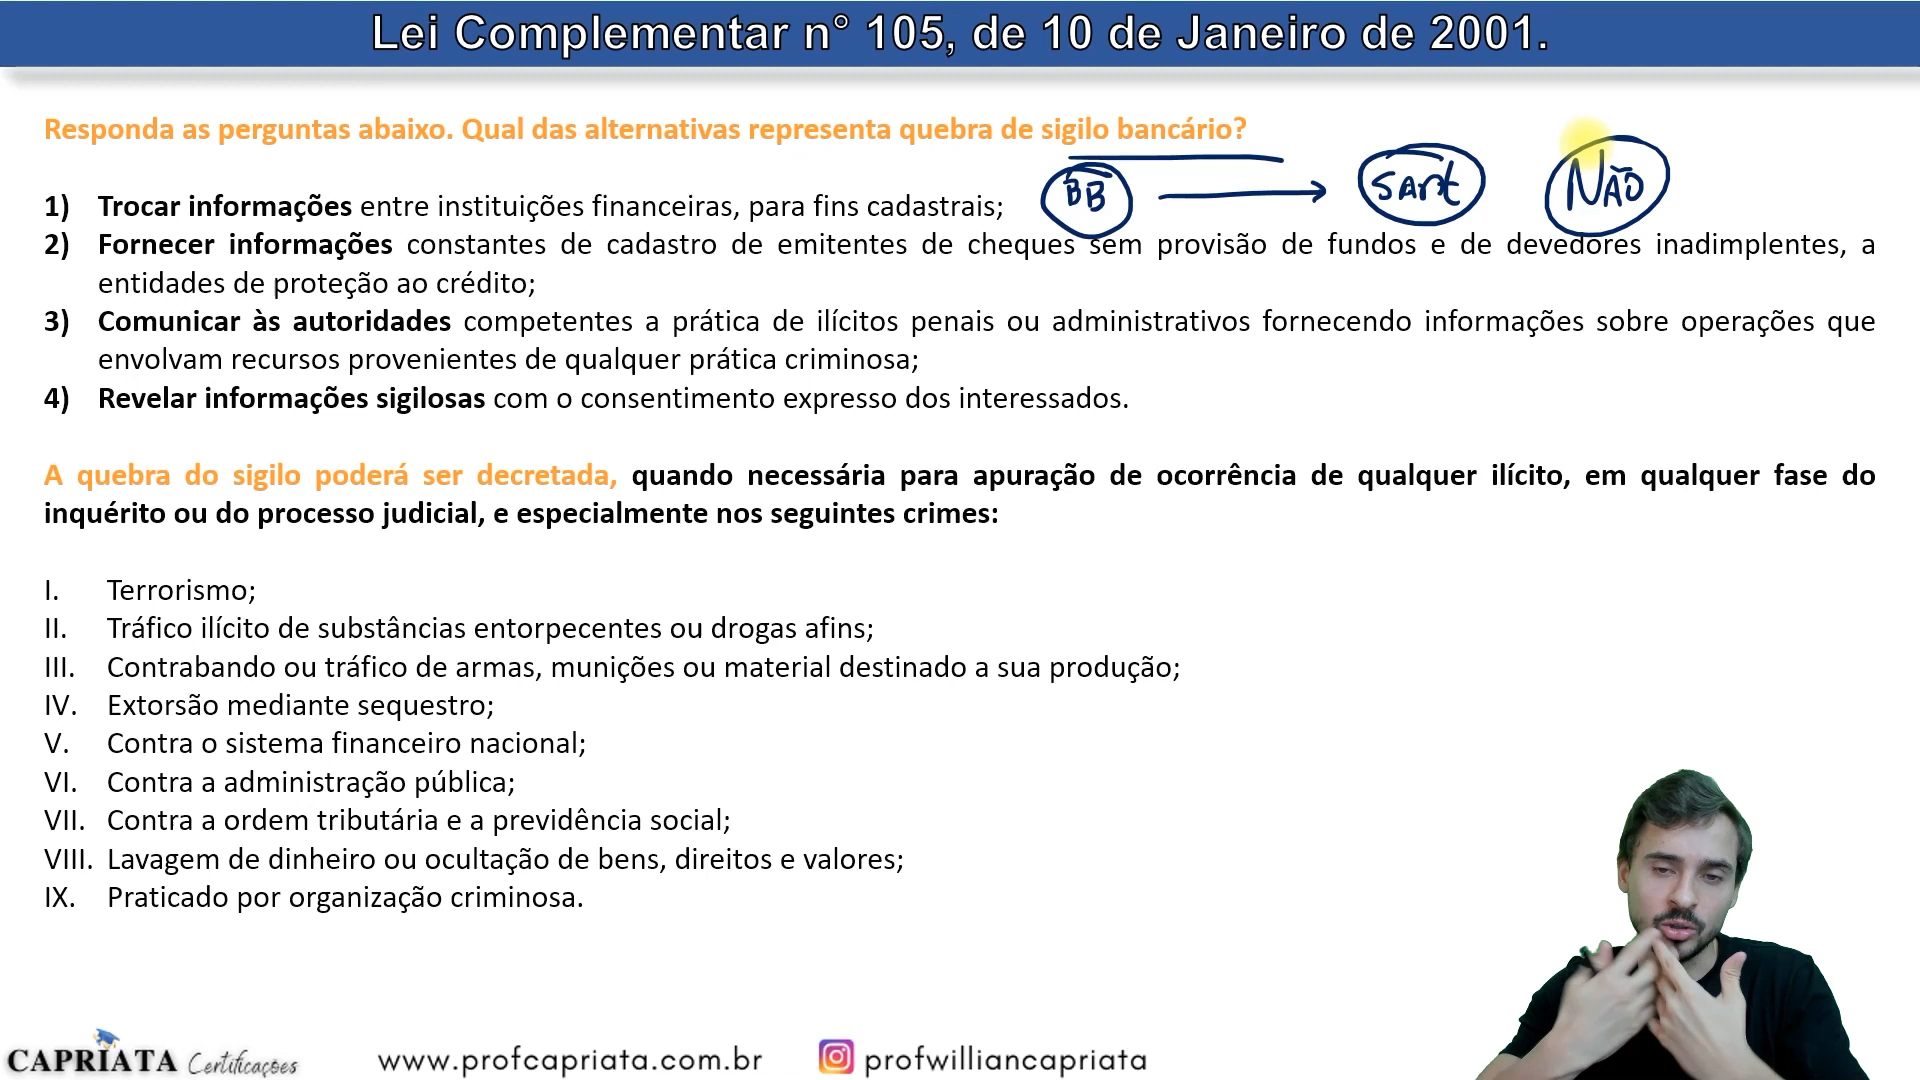 Lei Complementar n° 105, de 10 de Janeiro de 2001.
Responda as perguntas abaixo. Qual das alternativas representa quebra de sigilo bancário?
1) Trocar informações entre instituições financeiras, para fins cadastrais;
BB
SANT
NÃO
2) Fornecer informações constantes de cadastro de emitentes de cheques sem provisão de fundos e de devedores inadimplentes, a
entidades de proteção ao crédito;
3) Comunicar às autoridades competentes a prática de ilícitos penais ou administrativos fornecendo informações sobre operações que
envolvam recursos provenientes de qualquer prática criminosa;
4) Revelar informações sigilosas com o consentimento expresso dos interessados.
A quebra do sigilo poderá ser decretada, quando necessária para apuração de ocorrência de qualquer ilícito, em qualquer fase do
inquérito ou do processo judicial, e especialmente nos seguintes crimes:
I. Terrorismo;
II. Tráfico ilícito de substâncias entorpecentes ou drogas afins;
III. Contrabando ou tráfico de armas, munições ou material destinado a sua produção;
IV. Extorsão mediante sequestro;
V. Contra o sistema financeiro nacional;
VI. Contra a administração pública;
VII. Contra a ordem tributária e a previdência social;
VIII. Lavagem de dinheiro ou ocultação de bens, direitos e valores;
IX. Praticado por organização criminosa.
CAPRIATA Certificações
www.profcapriata.com.br
profwilliancapriata